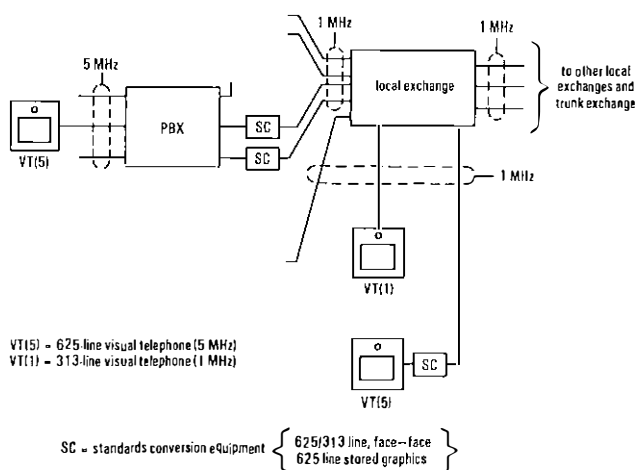 1 MHz
1 MHz
5 MHz
local exchange
to other local
exchanges and
trunk exchange
PBX
SC
SC
VT(5)
1 MHz
VT(1)
VT(5) = 625-line visual telephone (5 MHz)
VT(1) = 313-line visual telephone (1 MHz)
SC
VT(5)
SC = standards conversion equipment
625/313 line, face–face
625 line stored graphics